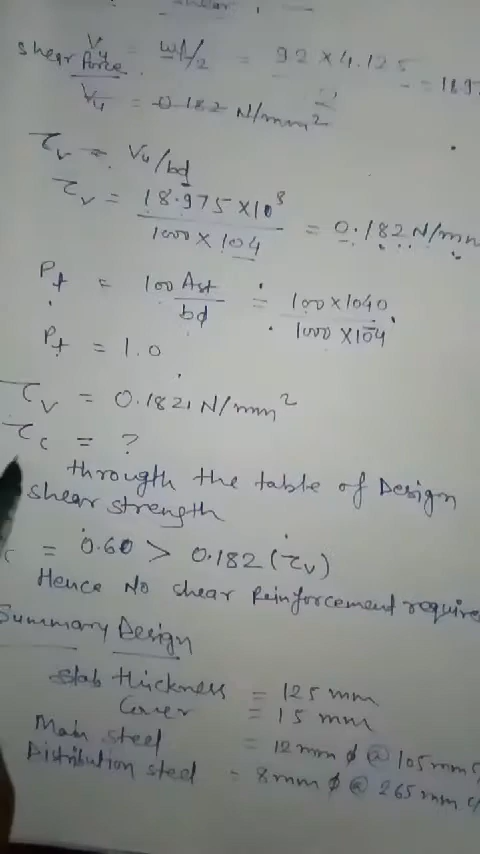 shear
shear force Vu = wl/2 = 92 × 4.125 = 189
Vu = 0.182 N/mm²
τv = Vu/bd
τv = 18.975 × 10³ / 1000 × 104 = 0.182 N/mm
Pt = 100 Ast / bd = 100 × 1040 / 1000 × 104
Pt = 1.0
τv = 0.182, N/mm²
τc = ?
throuth the table of Design
shear strength
c = 0.60 > 0.182 (τv)
Hence No shear Reinforcement require
Summary Design
Slab thickness = 125 mm
Cover = 15 mm
Main steel = 12 mm ϕ @ 105 mm c/
Distribution steel = 8 mm ϕ @ 265 mm c/